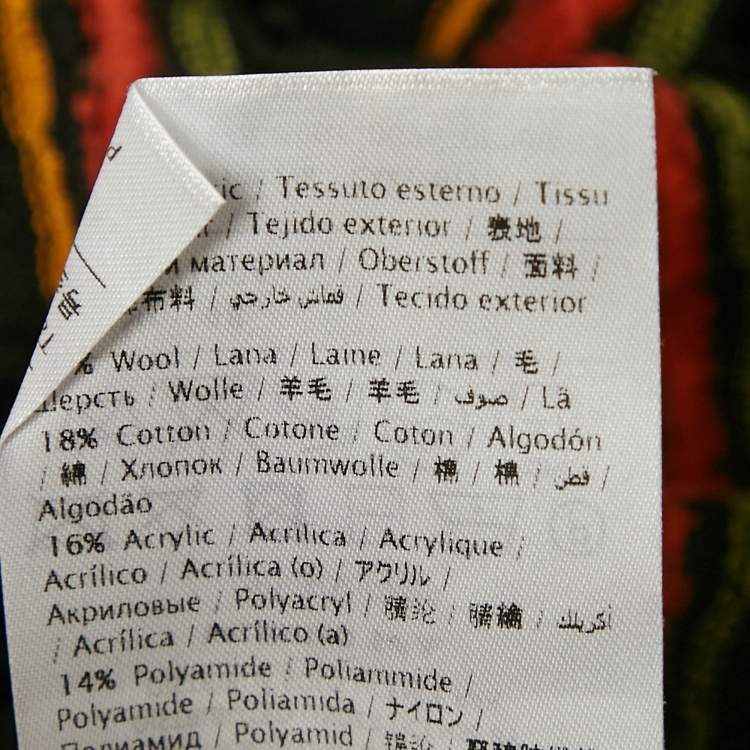 ic / Tessuto esterno / Tissu
/ Tejido exterior / 表地 /
материал / Oberstoff / 面料 /
布料 / قماش خارجي / Tecido exterior
% Wool / Lana / Laine / Lana / 毛 /
Шерсть / Wolle / 羊毛 / 羊毛 / صوف / Lã
18% Cotton / Cotone / Coton / Algodón
/ 綿 / Хлопок / Baumwolle / 棉 / 棉 / قطن /
Algodão
16% Acrylic / Acrilica / Acrylique /
Acrílico / Acrílica (o) / アクリル /
Акриловые / Polyacryl / 腈纶 / 腈綸 / أكريلك
/ Acrílica / Acrílico (a)
14% Polyamide / Poliammide /
Polyamide / Poliamida / ナイロン /
Полиамид / Polyamid / 锦纶 /